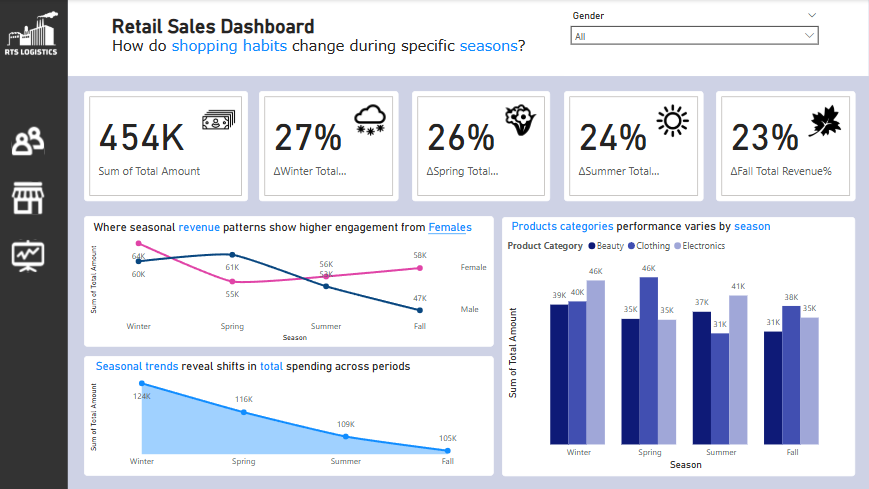 RTS LOGISTICS
Retail Sales Dashboard
How do shopping habits change during specific seasons?
Gender
All
454K
Sum of Total Amount
27%
ΔWinter Total...
26%
ΔSpring Total...
24%
ΔSummer Total...
23%
ΔFall Total Revenue%
Where seasonal revenue patterns show higher engagement from Females
Sum of Total Amount
64K
60K
61K
55K
56K
53K
58K
47K
Female
Male
Winter
Spring
Summer
Fall
Season
Seasonal trends reveal shifts in total spending across periods
Sum of Total Amount
124K
116K
109K
105K
Winter
Spring
Summer
Fall
Products categories performance varies by season
Product Category
Beauty
Clothing
Electronics
Sum of Total Amount
39K
40K
46K
35K
46K
35K
37K
31K
41K
31K
38K
35K
Winter
Spring
Summer
Fall
Season